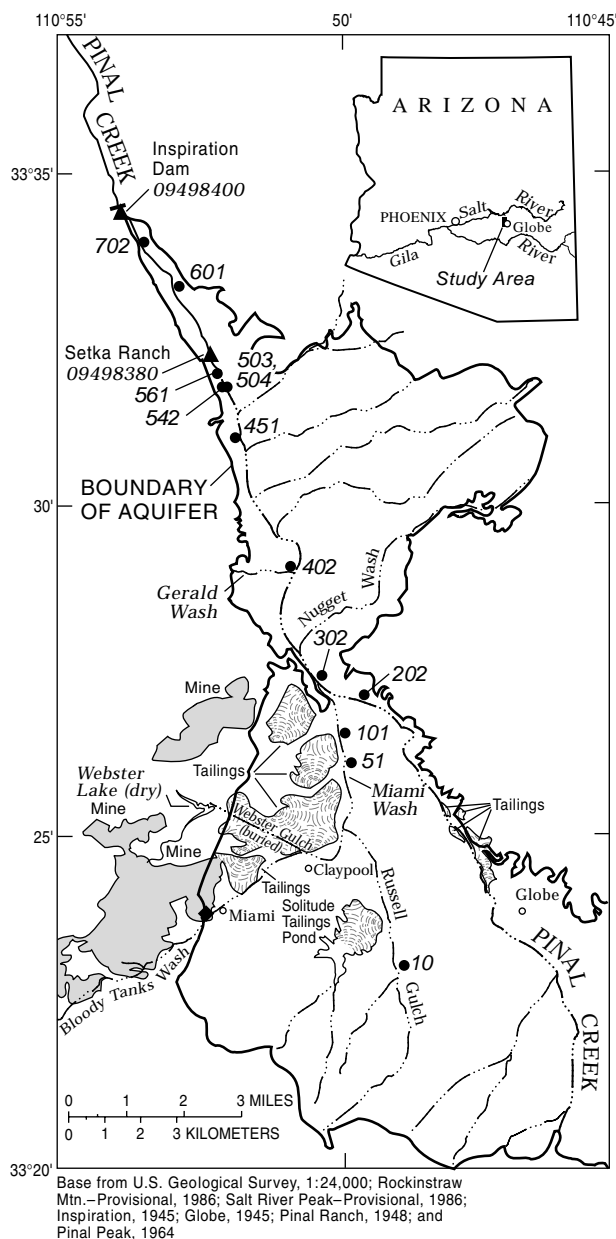 110°55'
50'
110°45'
33°35'
30'
25'
33°20'
PINAL
CREEK
Inspiration
Dam
09498400
702
601
Setka Ranch
09498380
503,
504
561
542
451
BOUNDARY
OF AQUIFER
402
Gerald
Wash
Nugget
Wash
302
202
Mine
101
51
Tailings
Miami
Wash
Webster
Lake (dry)
Mine
Webster Gulch
(buried)
Tailings
Mine
Claypool
Russell
Gulch
Tailings
Globe
Miami
Solitude
Tailings
Pond
PINAL
CREEK
Bloody Tanks Wash
10
ARIZONA
PHOENIX
Salt
River
Globe
Gila
River
Study Area
0 1 2 3 MILES
0 1 2 3 KILOMETERS
Base from U.S. Geological Survey, 1:24,000; Rockinstraw
Mtn.–Provisional, 1986; Salt River Peak–Provisional, 1986;
Inspiration, 1945; Globe, 1945; Pinal Ranch, 1948; and
Pinal Peak, 1964